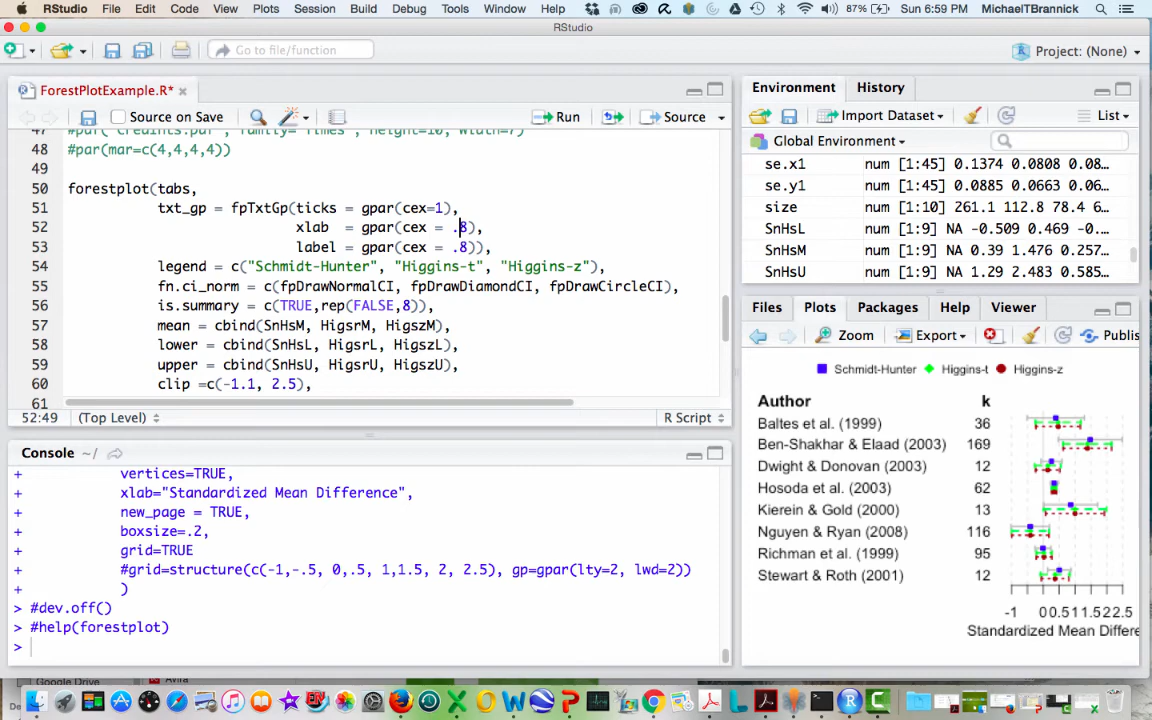 RStudio File Edit Code View Plots Session Build Debug Tools Window Help 87% Sun 6:59 PM MichaelTBrannick
RStudio
Go to file/function
Project: (None)
ForestPlotExample.R*
Source on Save
Run
Source
47
48 #par(mar=c(4,4,4,4))
49
50 forestplot(tabs,
51 txt_gp = fpTxtGp(ticks = gpar(cex=1),
52 xlab = gpar(cex = .8),
53 label = gpar(cex = .8)),
54 legend = c("Schmidt-Hunter", "Higgins-t", "Higgins-z"),
55 fn.ci_norm = c(fpDrawNormalCI, fpDrawDiamondCI, fpDrawCircleCI),
56 is.summary = c(TRUE,rep(FALSE,8)),
57 mean = cbind(SnHsM, HigsrM, HigszM),
58 lower = cbind(SnHsL, HigsrL, HigszL),
59 upper = cbind(SnHsU, HigsrU, HigszU),
60 clip =c(-1.1, 2.5),
61
52:49 (Top Level) R Script
Console ~/
+ vertices=TRUE,
+ xlab="Standardized Mean Difference",
+ new_page = TRUE,
+ boxsize=.2,
+ grid=TRUE
+ #grid=structure(c(-1,-.5, 0,.5, 1,1.5, 2, 2.5), gp=gpar(lty=2, lwd=2))
+ )
> #dev.off()
> #help(forestplot)
>
Environment History
Import Dataset List
Global Environment
se.x1 num [1:45] 0.1374 0.0808 0.08…
se.y1 num [1:45] 0.0885 0.0663 0.06…
size num [1:10] 261.1 112.8 78.4 6…
SnHsL num [1:9] NA -0.509 0.469 -0…
SnHsM num [1:9] NA 0.39 1.476 0.257…
SnHsU num [1:9] NA 1.29 2.483 0.585…
Files Plots Packages Help Viewer
Zoom Export Publis
Schmidt-Hunter Higgins-t Higgins-z
Author k
Baltes et al. (1999) 36
Ben-Shakhar & Elaad (2003) 169
Dwight & Donovan (2003) 12
Hosoda et al. (2003) 62
Kierein & Gold (2000) 13
Nguyen & Ryan (2008) 116
Richman et al. (1999) 95
Stewart & Roth (2001) 12
-1 0 0.5 1 1.5 2 2.5
Standardized Mean Differe
Google Drive Avira